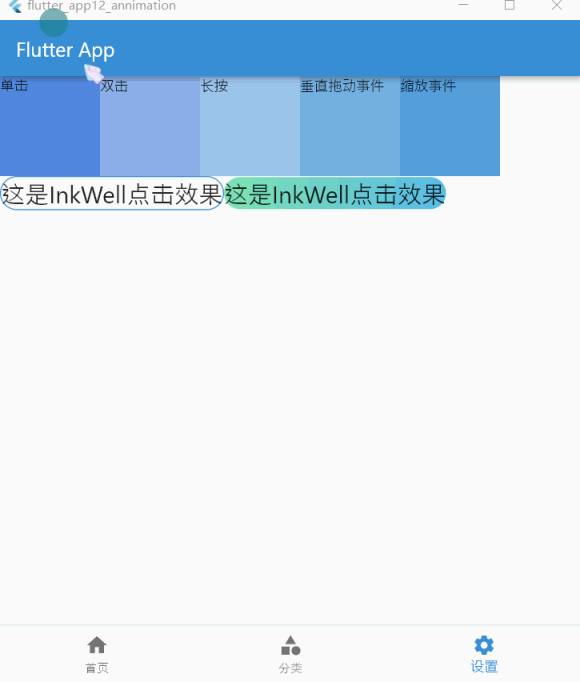 flutter_app12_annimation
Flutter App
单击 双击 长按 垂直拖动事件 缩放事件
这是InkWell点击效果 这是InkWell点击效果
首页 分类 设置